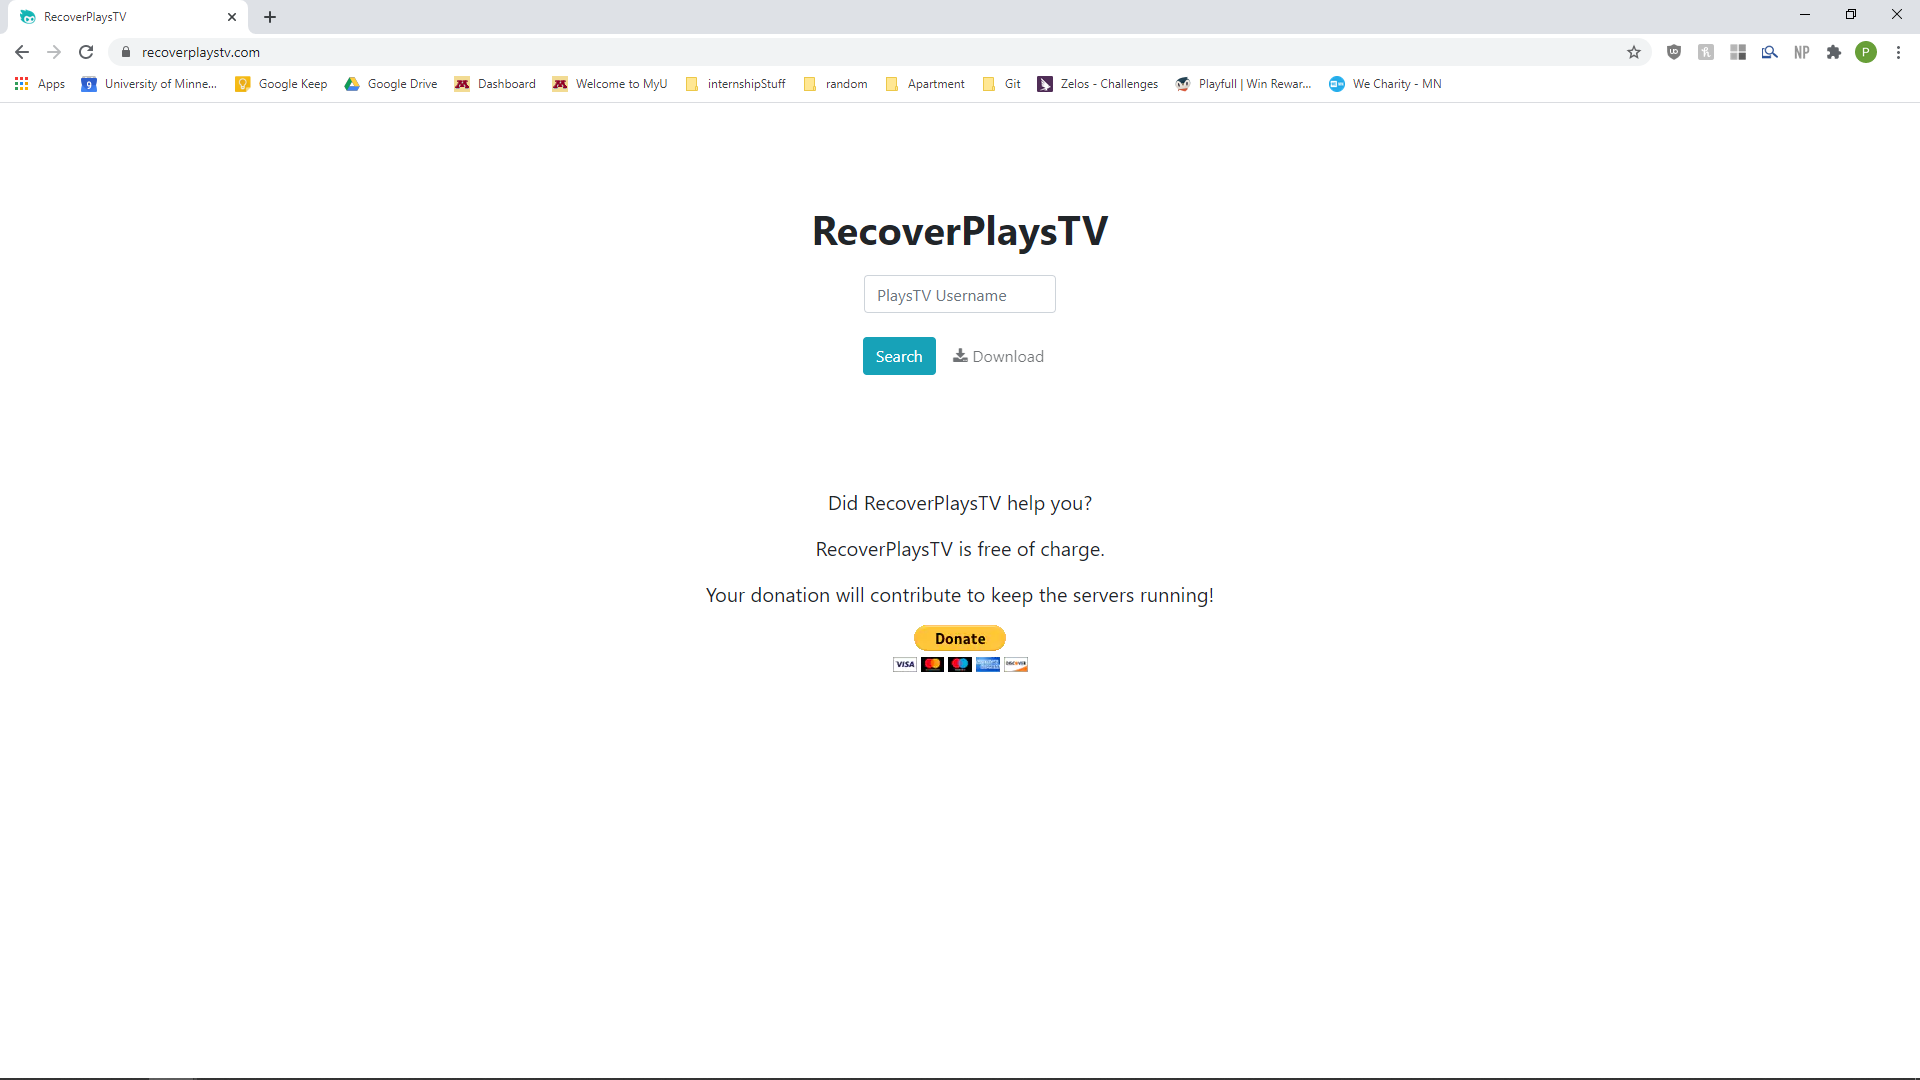 RecoverPlaysTV
recoverplaystv.com
Apps University of Minne... Google Keep Google Drive Dashboard Welcome to MyU internshipStuff random Apartment Git Zelos - Challenges Playfull | Win Rewar... We Charity - MN
NP P
RecoverPlaysTV
PlaysTV Username
Search Download
Did RecoverPlaysTV help you?
RecoverPlaysTV is free of charge.
Your donation will contribute to keep the servers running!
Donate
VISA DISCOVER